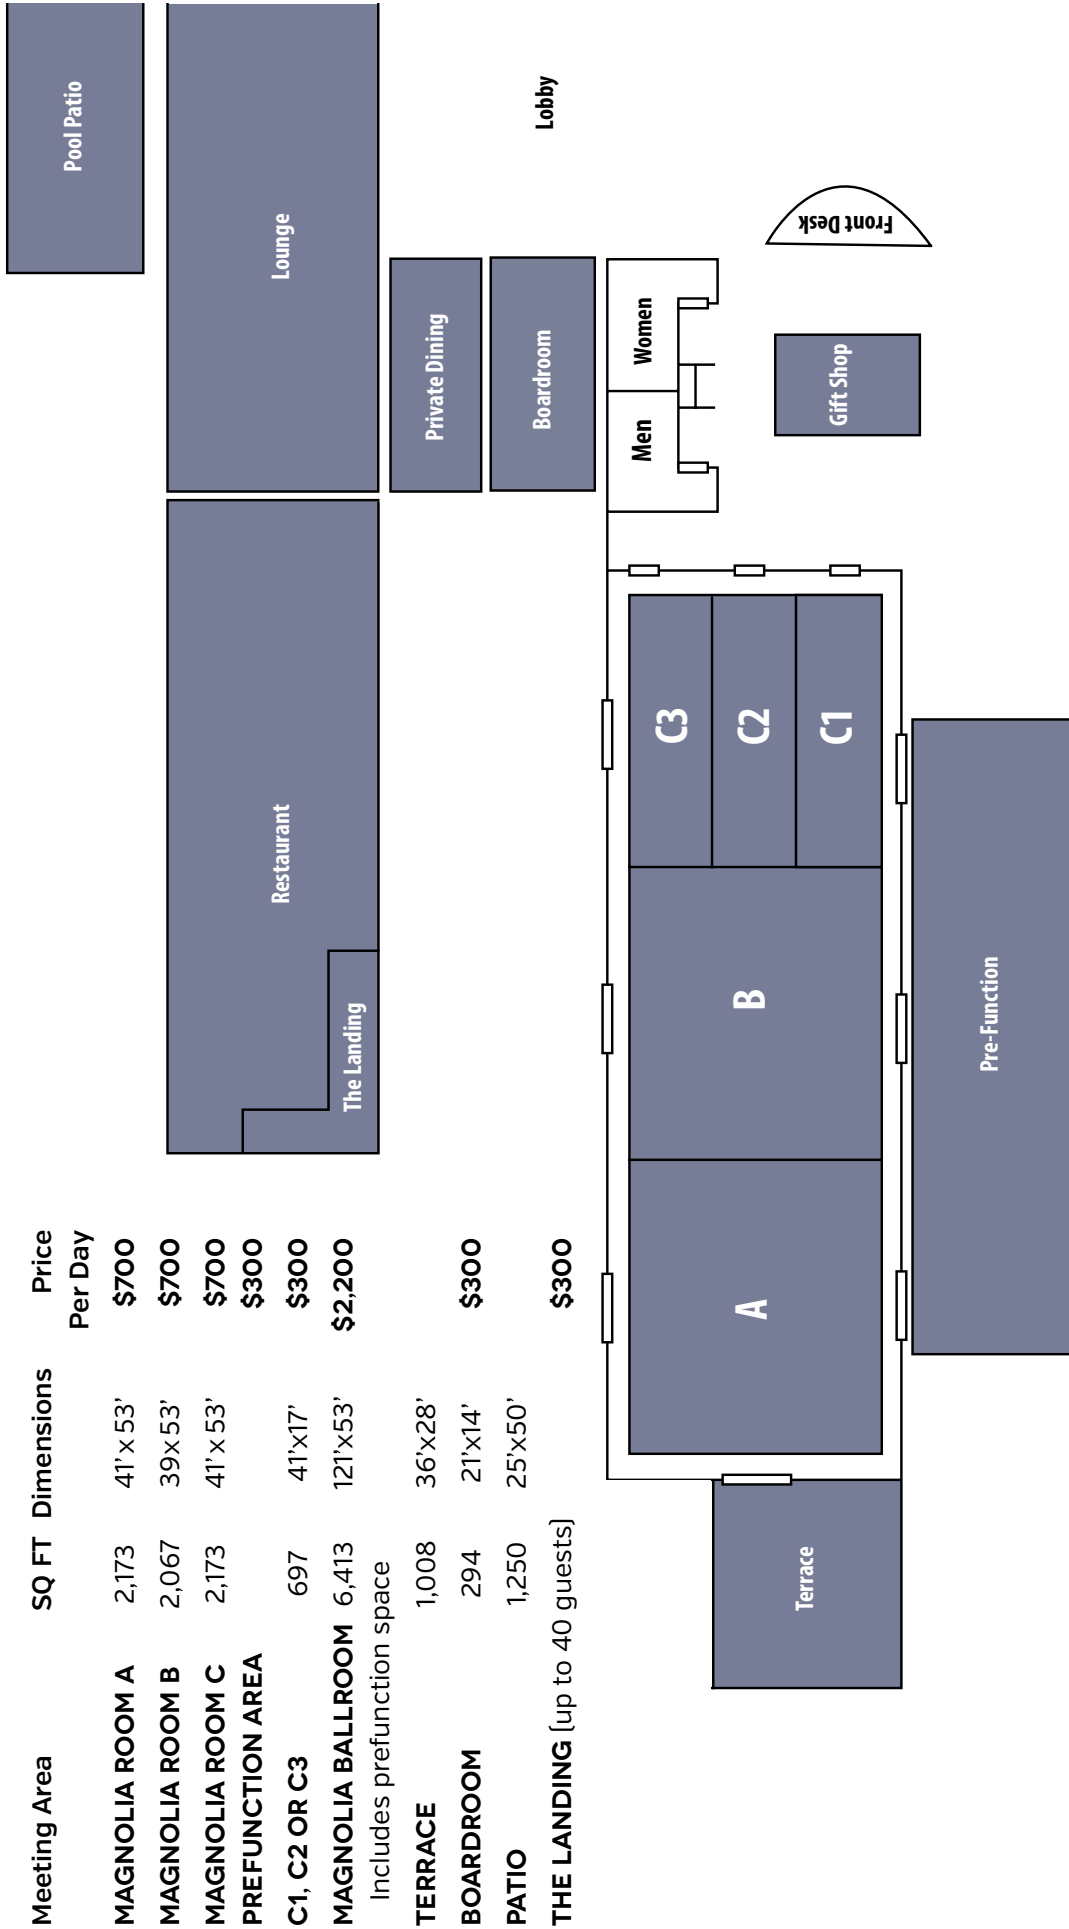 Meeting Area SQ FT Dimensions Price
Per Day
MAGNOLIA ROOM A 2,173 41'x 53' $700
MAGNOLIA ROOM B 2,067 39x 53' $700
MAGNOLIA ROOM C 2,173 41'x 53' $700
PREFUNCTION AREA $300
C1, C2 OR C3 697 41'x17' $300
MAGNOLIA BALLROOM 6,413 121'x53' $2,200
Includes prefunction space
TERRACE 1,008 36'x28'
BOARDROOM 294 21'x14' $300
PATIO 1,250 25'x50'
THE LANDING (up to 40 guests) $300
Pool Patio
Restaurant
Lounge
The Landing
Private Dining
Boardroom
Lobby
Men
Women
C3
C2
C1
B
A
Terrace
Gift Shop
Front Desk
Pre-Function